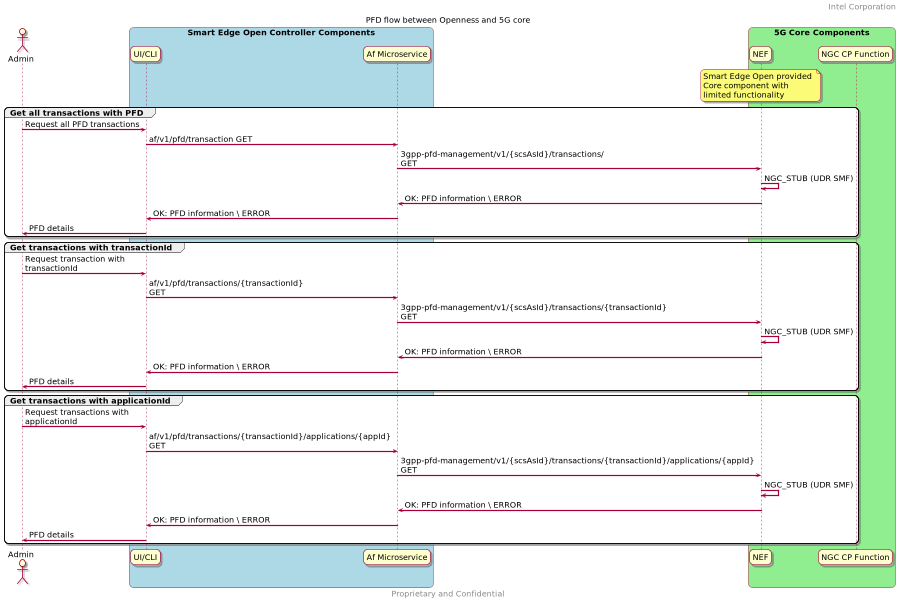 Intel Corporation
PFD flow between Openness and 5G core
Smart Edge Open Controller Components
5G Core Components
Admin
UI/CLI
Af Microservice
NEF
NGC CP Function
Smart Edge Open provided
Core component with
limited functionality
Get all transactions with PFD
Request all PFD transactions
af/v1/pfd/transaction GET
3gpp-pfd-management/v1/{scsAsId}/transactions/
GET
NGC_STUB (UDR SMF)
OK: PFD information \ ERROR
OK: PFD information \ ERROR
PFD details
Get transactions with transactionId
Request transaction with
transactionId
af/v1/pfd/transactions/{transactionId}
GET
3gpp-pfd-management/v1/{scsAsId}/transactions/{transactionId}
GET
NGC_STUB (UDR SMF)
OK: PFD information \ ERROR
OK: PFD information \ ERROR
PFD details
Get transactions with applicationId
Request transactions with
applicationId
af/v1/pfd/transactions/{transactionId}/applications/{appId}
GET
3gpp-pfd-management/v1/{scsAsId}/transactions/{transactionId}/applications/{appId}
GET
NGC_STUB (UDR SMF)
OK: PFD information \ ERROR
OK: PFD information \ ERROR
PFD details
Admin
UI/CLI
Af Microservice
NEF
NGC CP Function
Proprietary and Confidential